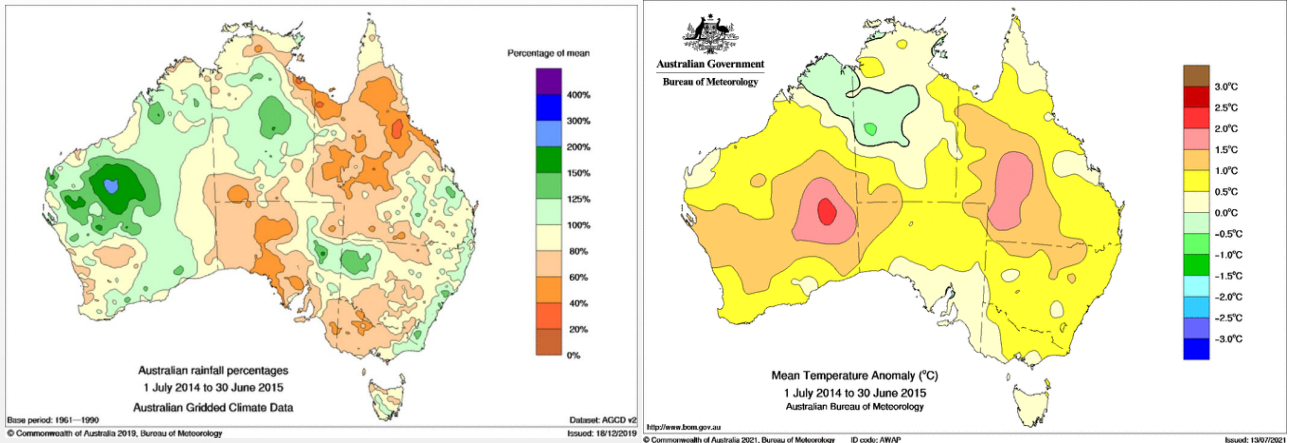 Percentage of mean
400%
300%
200%
150%
125%
100%
80%
60%
40%
20%
0%
Australian rainfall percentages
1 July 2014 to 30 June 2015
Australian Gridded Climate Data
Base period: 1961—1990
Dataset: AGCD v2
© Commonwealth of Australia 2019, Bureau of Meteorology
Issued: 18/12/2019
Australian Government
Bureau of Meteorology
3.0°C
2.5°C
2.0°C
1.5°C
1.0°C
0.5°C
0.0°C
-0.5°C
-1.0°C
-1.5°C
-2.0°C
-2.5°C
-3.0°C
Mean Temperature Anomaly (°C)
1 July 2014 to 30 June 2015
Australian Bureau of Meteorology
http://www.bom.gov.au
© Commonwealth of Australia 2021, Bureau of Meteorology
ID code: AWAP
Issued: 13/07/2021